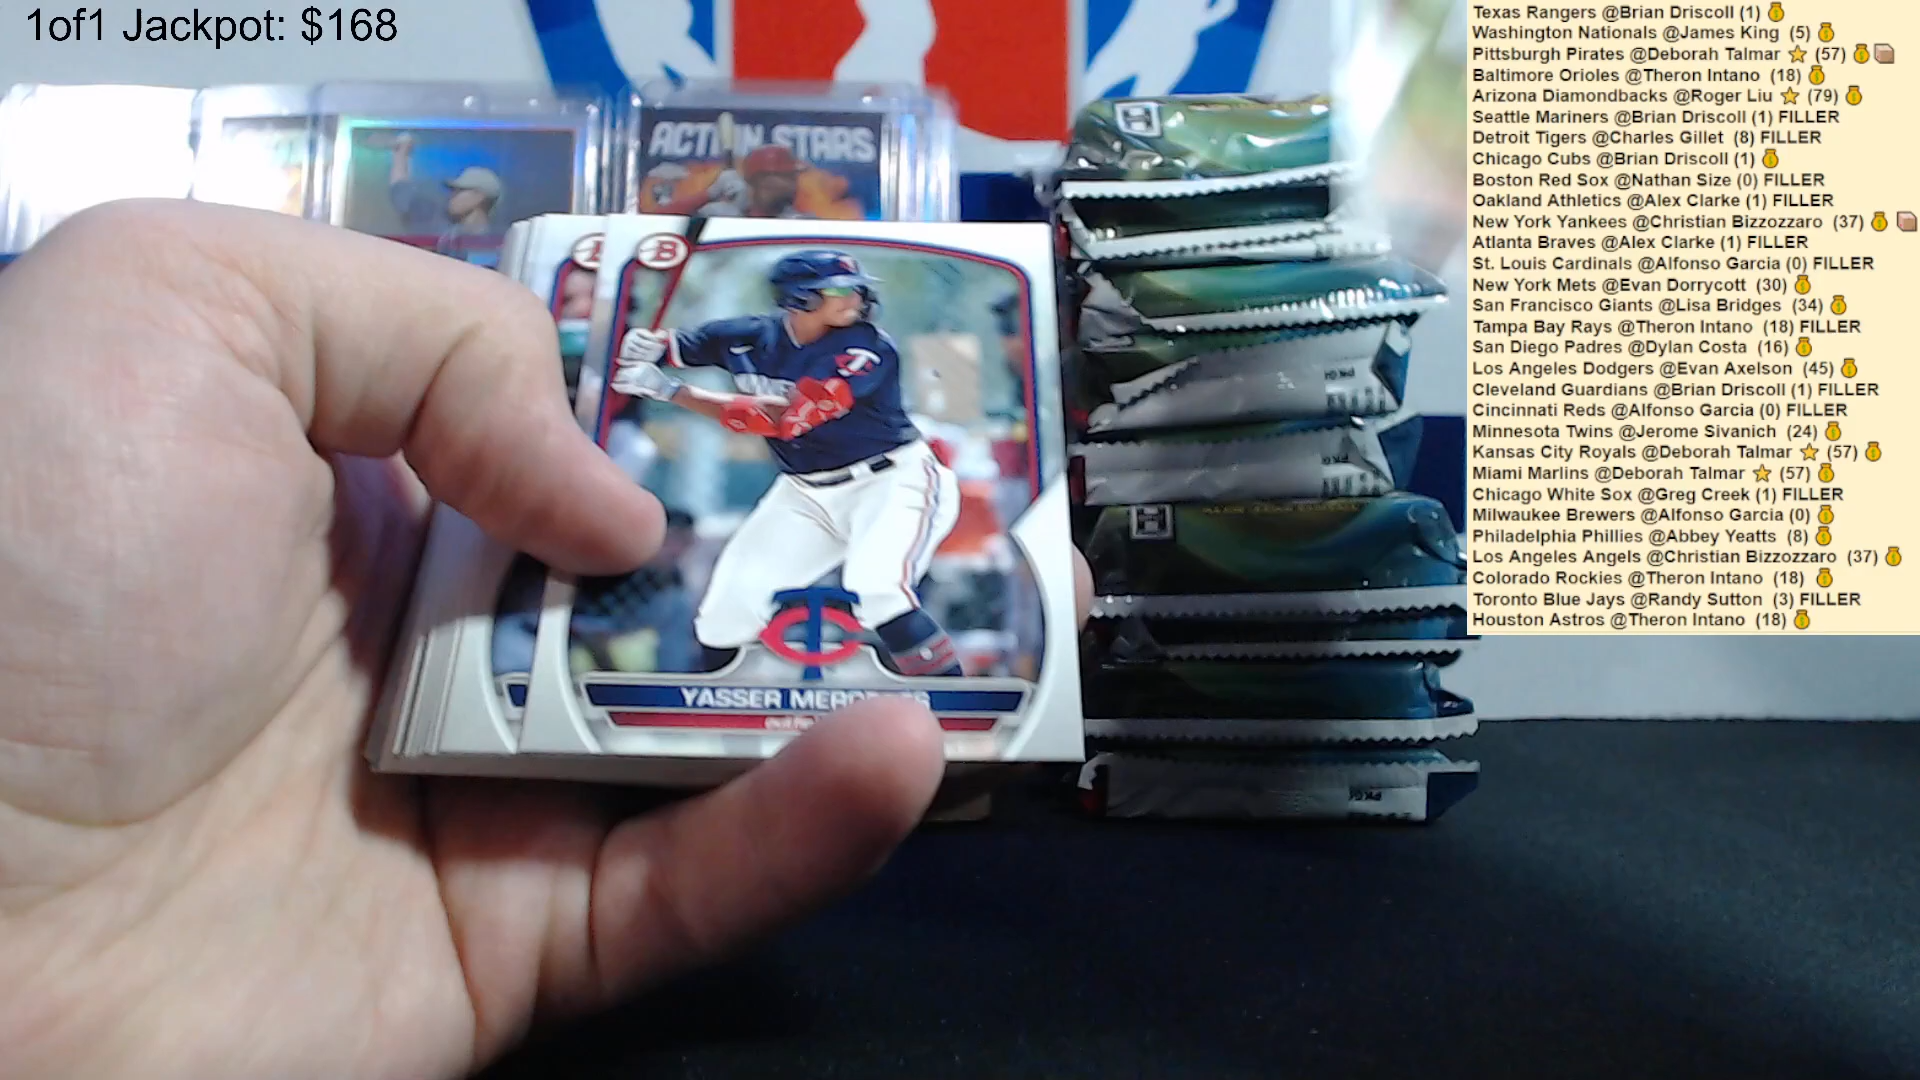 1of1 Jackpot: $168
Texas Rangers @Brian Driscoll (1)
Washington Nationals @James King (5)
Pittsburgh Pirates @Deborah Talmar (57)
Baltimore Orioles @Theron Intano (18)
Arizona Diamondbacks @Roger Liu (79)
Seattle Mariners @Brian Driscoll (1) FILLER
Detroit Tigers @Charles Gillet (8) FILLER
Chicago Cubs @Brian Driscoll (1)
Boston Red Sox @Nathan Size (0) FILLER
Oakland Athletics @Alex Clarke (1) FILLER
New York Yankees @Christian Bizzozzaro (37)
Atlanta Braves @Alex Clarke (1) FILLER
St. Louis Cardinals @Alfonso Garcia (0) FILLER
New York Mets @Evan Dorrycott (30)
San Francisco Giants @Lisa Bridges (34)
Tampa Bay Rays @Theron Intano (18) FILLER
San Diego Padres @Dylan Costa (16)
Los Angeles Dodgers @Evan Axelson (45)
Cleveland Guardians @Brian Driscoll (1) FILLER
Cincinnati Reds @Alfonso Garcia (0) FILLER
Minnesota Twins @Jerome Sivanich (24)
Kansas City Royals @Deborah Talmar (57)
Miami Marlins @Deborah Talmar (57)
Chicago White Sox @Greg Creek (1) FILLER
Milwaukee Brewers @Alfonso Garcia (0)
Philadelphia Phillies @Abbey Yeatts (8)
Los Angeles Angels @Christian Bizzozzaro (37)
Colorado Rockies @Theron Intano (18)
Toronto Blue Jays @Randy Sutton (3) FILLER
Houston Astros @Theron Intano (18)
ACTION STARS
B
YASSER